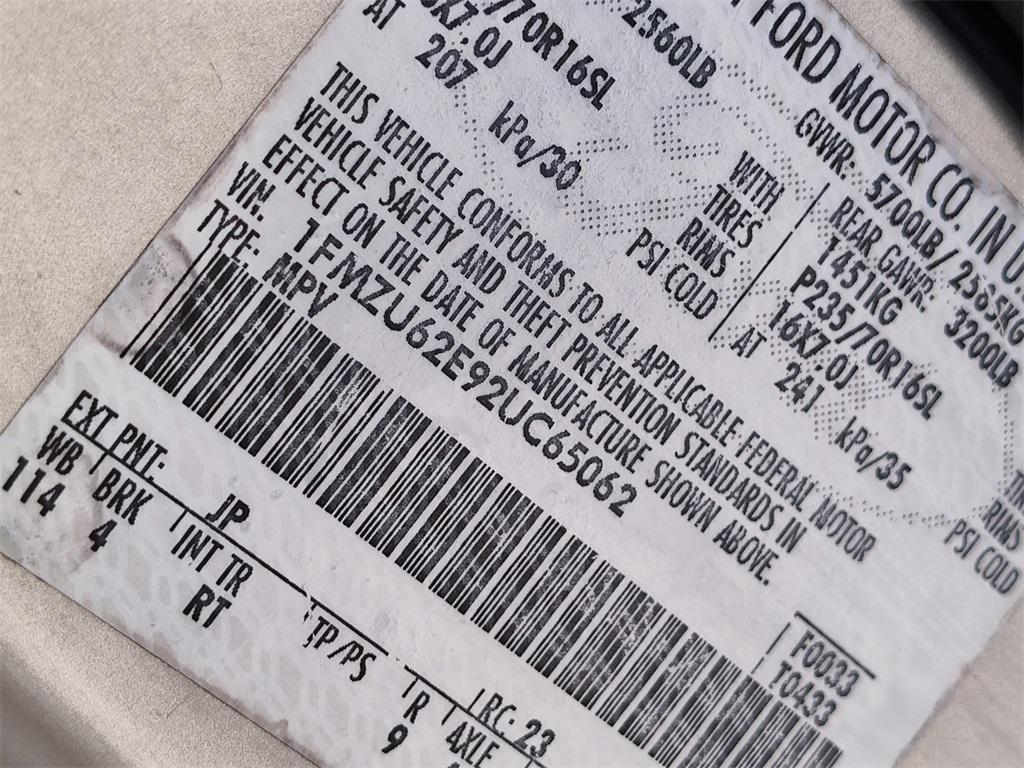 FORD MOTOR CO. IN U.
GVWR: 5700LB/ 2585KG
2560LB
WITH
TIRES
RIMS
PSI COLD
/70R16SL
X7.0J
AT 207 kPa/30
REAR GAWR: 3200LB
1451KG
P235/70R16SL
16X7.0J
AT 241 kPa/35
RIMS
PSI COLD
THIS VEHICLE CONFORMS TO ALL APPLICABLE FEDERAL MOTOR
VEHICLE SAFETY AND THEFT PREVENTION STANDARDS IN
EFFECT ON THE DATE OF MANUFACTURE SHOWN ABOVE.
VIN: 1FMZU62E92UC65062
TYPE: MPV
F0033
T0433
EXT PNT: JP RC: 23
WB BRK INT TR TP/PS R AXLE
114 4 RT 9